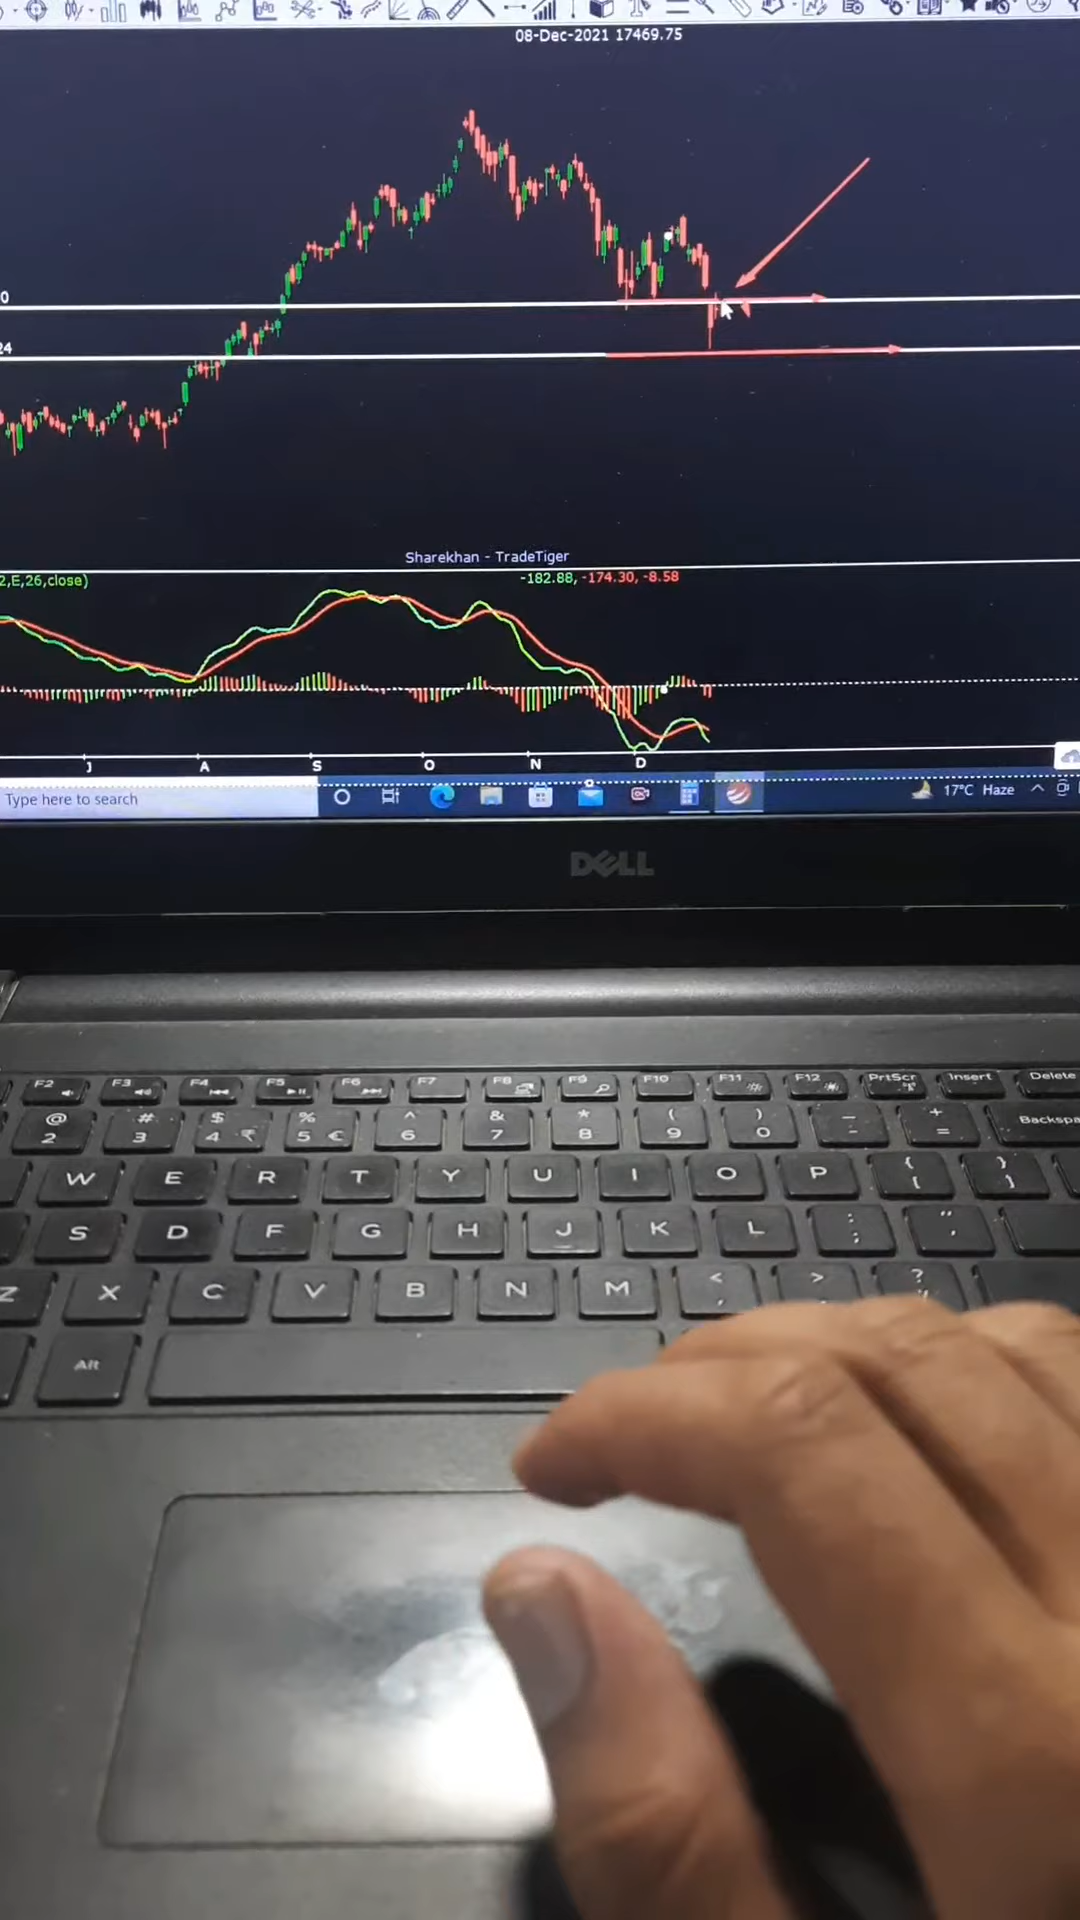 08-Dec-2021 17469.75
0
24
Sharekhan - TradeTiger
2,E,26,close)
-182.88, -174.30, -8.58
J A S O N D
Type here to search
17°C Haze
DELL
F2 F3 F4 F5 F6 F7 F8 F9 F10 F11 F12 PrtScr Insert Delete
@ # $ % ^ & * ( ) _ +
2 3 4 ₹ 5 € 6 7 8 9 0 - = Backspa
W E R T Y U I O P { }
[ ]
S D F G H J K L : "
; '
Z X C V B N M < > ?
,
Alt